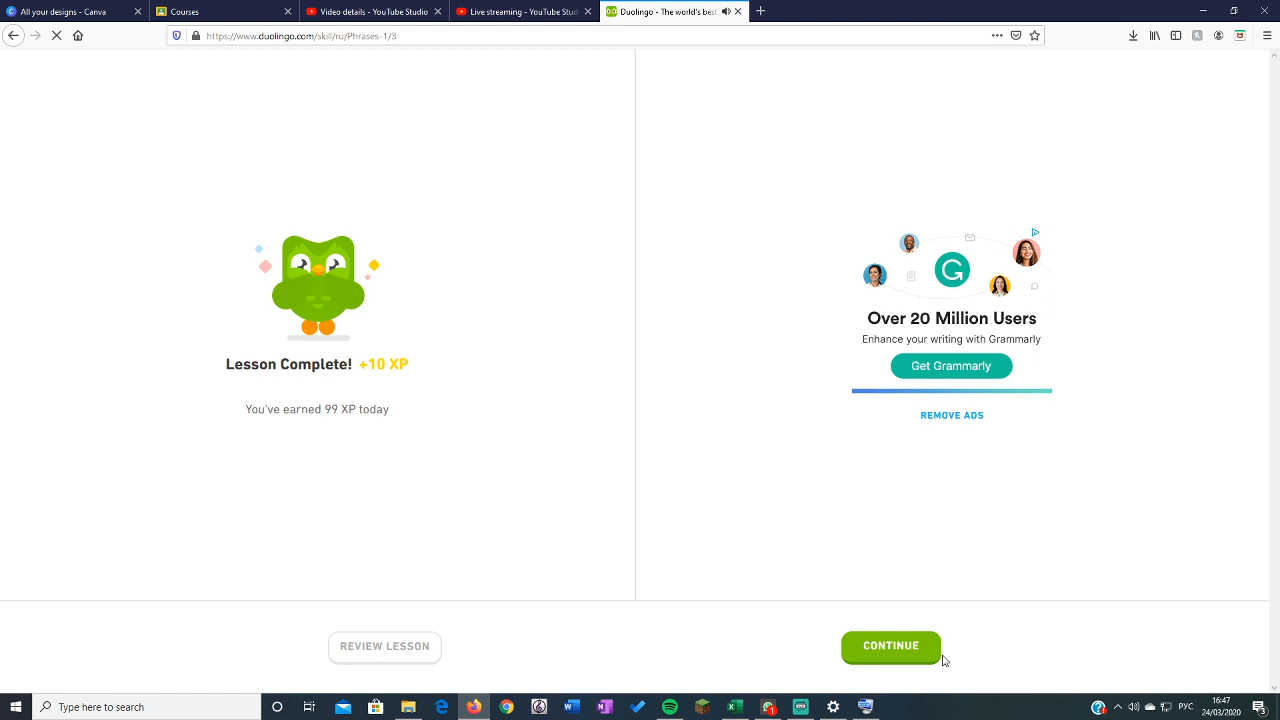 All your designs - Canva
Courses
Video details - YouTube Studio
Live streaming - YouTube Stud
Duolingo - The world's best
https://www.duolingo.com/skill/ru/Phrases-1/3
Lesson Complete! +10 XP
You've earned 99 XP today
G
Over 20 Million Users
Enhance your writing with Grammarly
Get Grammarly
REMOVE ADS
REVIEW LESSON
CONTINUE
Type here to search
РУС
16:47
24/03/2020